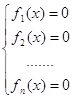 f₁(x) = 0
f₂(x) = 0
.......
fₙ(x) = 0